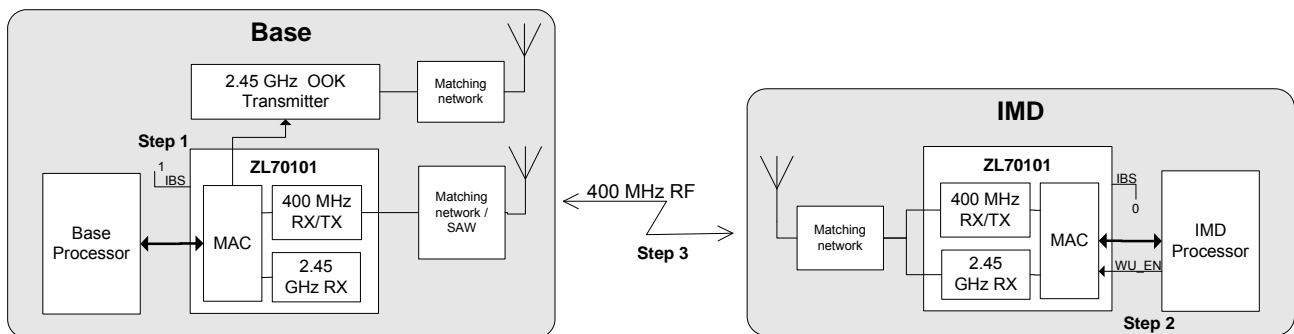 Base
2.45 GHz OOK
Transmitter
Matching
network
Step 1
1
IBS
ZL70101
Base
Processor
MAC
400 MHz
RX/TX
2.45
GHz RX
Matching
network /
SAW
400 MHz RF
Step 3
IMD
Matching
network
ZL70101
400 MHz
RX/TX
2.45
GHz RX
MAC
IBS
0
WU_EN
IMD
Processor
Step 2